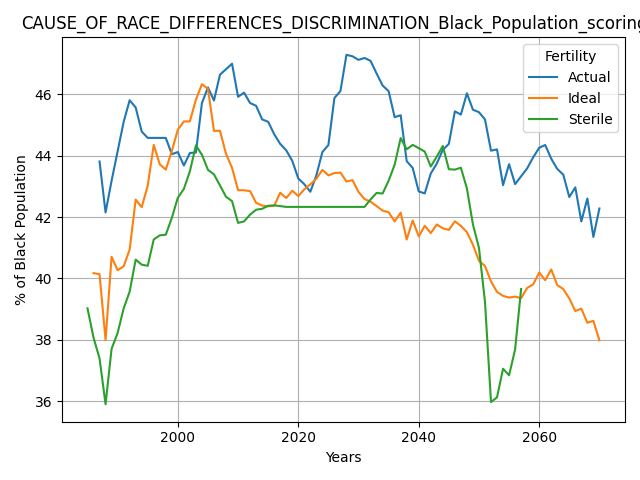 CAUSE_OF_RACE_DIFFERENCES_DISCRIMINATION_Black_Population_scoring
Fertility
Actual
Ideal
Sterile
46
44
42
40
38
36
% of Black Population
2000 2020 2040 2060
Years